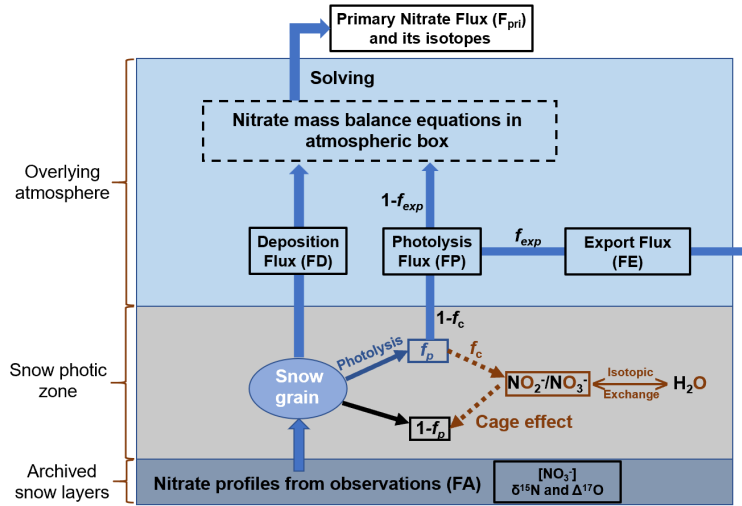 Primary Nitrate Flux (Fpri)
and its isotopes
Solving
Nitrate mass balance equations in
atmospheric box
Overlying
atmosphere
1-fexp
Deposition
Flux (FD)
Photolysis
Flux (FP)
fexp
Export Flux
(FE)
1-fc
Snow photic
zone
Photolysis
fp
fc
Snow
grain
NO2-/NO3-
Isotopic
Exchange
H2O
1-fp
Cage effect
Archived
snow layers
Nitrate profiles from observations (FA)
[NO3-]
δ15N and Δ17O